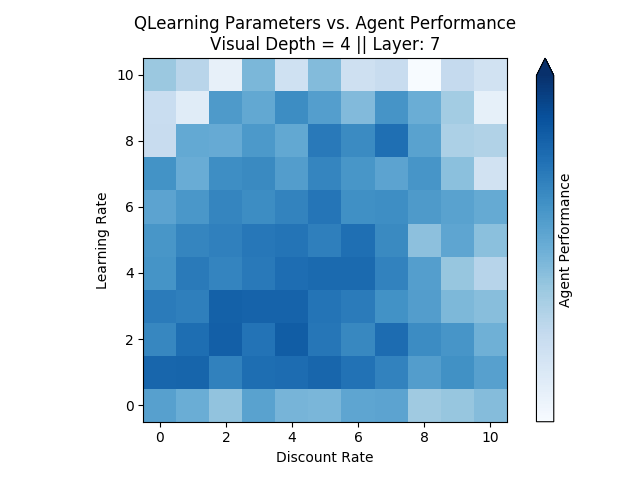 QLearning Parameters vs. Agent Performance
Visual Depth = 4 || Layer: 7
10
8
6
4
2
0
Learning Rate
0 2 4 6 8 10
Discount Rate
Agent Performance